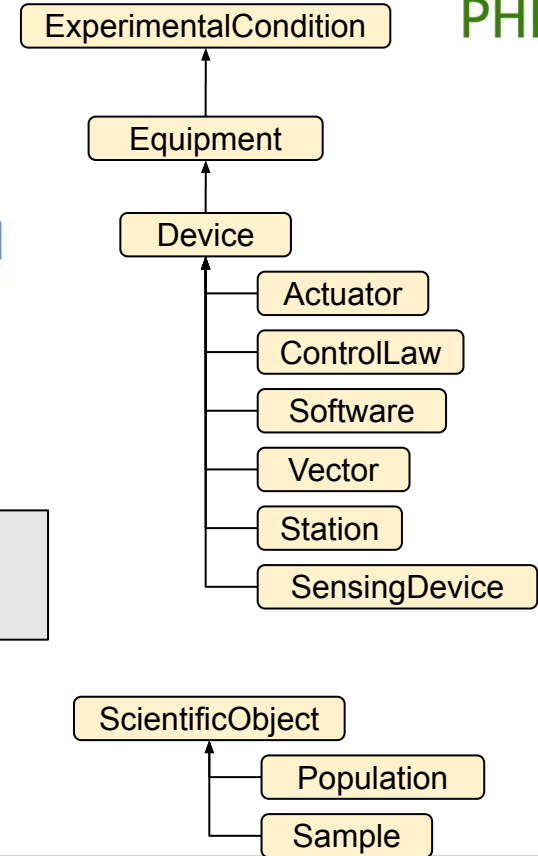 ExperimentalCondition
Equipment
Device
Actuator
ControlLaw
Software
Vector
Station
SensingDevice
ScientificObject
Population
Sample